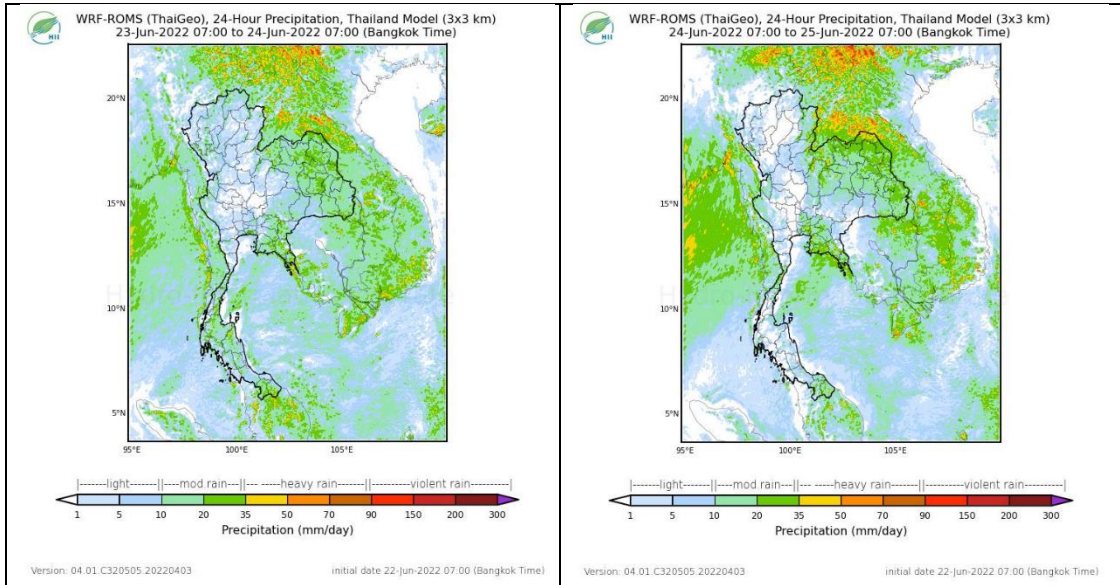 HII
WRF-ROMS (ThaiGeo), 24-Hour Precipitation, Thailand Model (3x3 km)
23-Jun-2022 07:00 to 24-Jun-2022 07:00 (Bangkok Time)
20°N
15°N
10°N
5°N
95°E 100°E 105°E
|------light-------||----mod rain----||--- ----heavy rain----||----------violent rain---------|
1 5 10 20 35 50 70 90 150 200 300
Precipitation (mm/day)
Version: 04.01.C320505.20220403 initial date 22-Jun-2022 07:00 (Bangkok Time)
HII
WRF-ROMS (ThaiGeo), 24-Hour Precipitation, Thailand Model (3x3 km)
24-Jun-2022 07:00 to 25-Jun-2022 07:00 (Bangkok Time)
20°N
15°N
10°N
5°N
95°E 100°E 105°E
|------light-------||----mod rain----||--- ----heavy rain----||----------violent rain---------|
1 5 10 20 35 50 70 90 150 200 300
Precipitation (mm/day)
Version: 04.01.C320505.20220403 initial date 22-Jun-2022 07:00 (Bangkok Time)